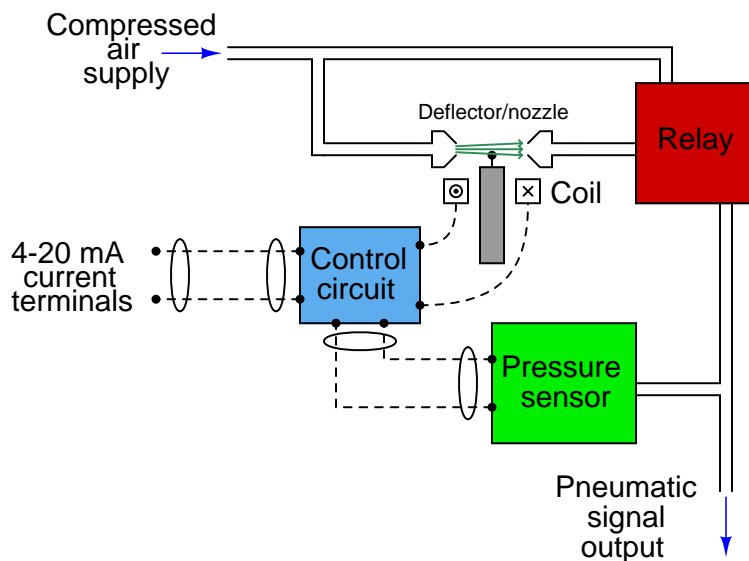 Compressed
air
supply
Deflector/nozzle
Relay
Coil
4-20 mA
current
terminals
Control
circuit
Pressure
sensor
Pneumatic
signal
output